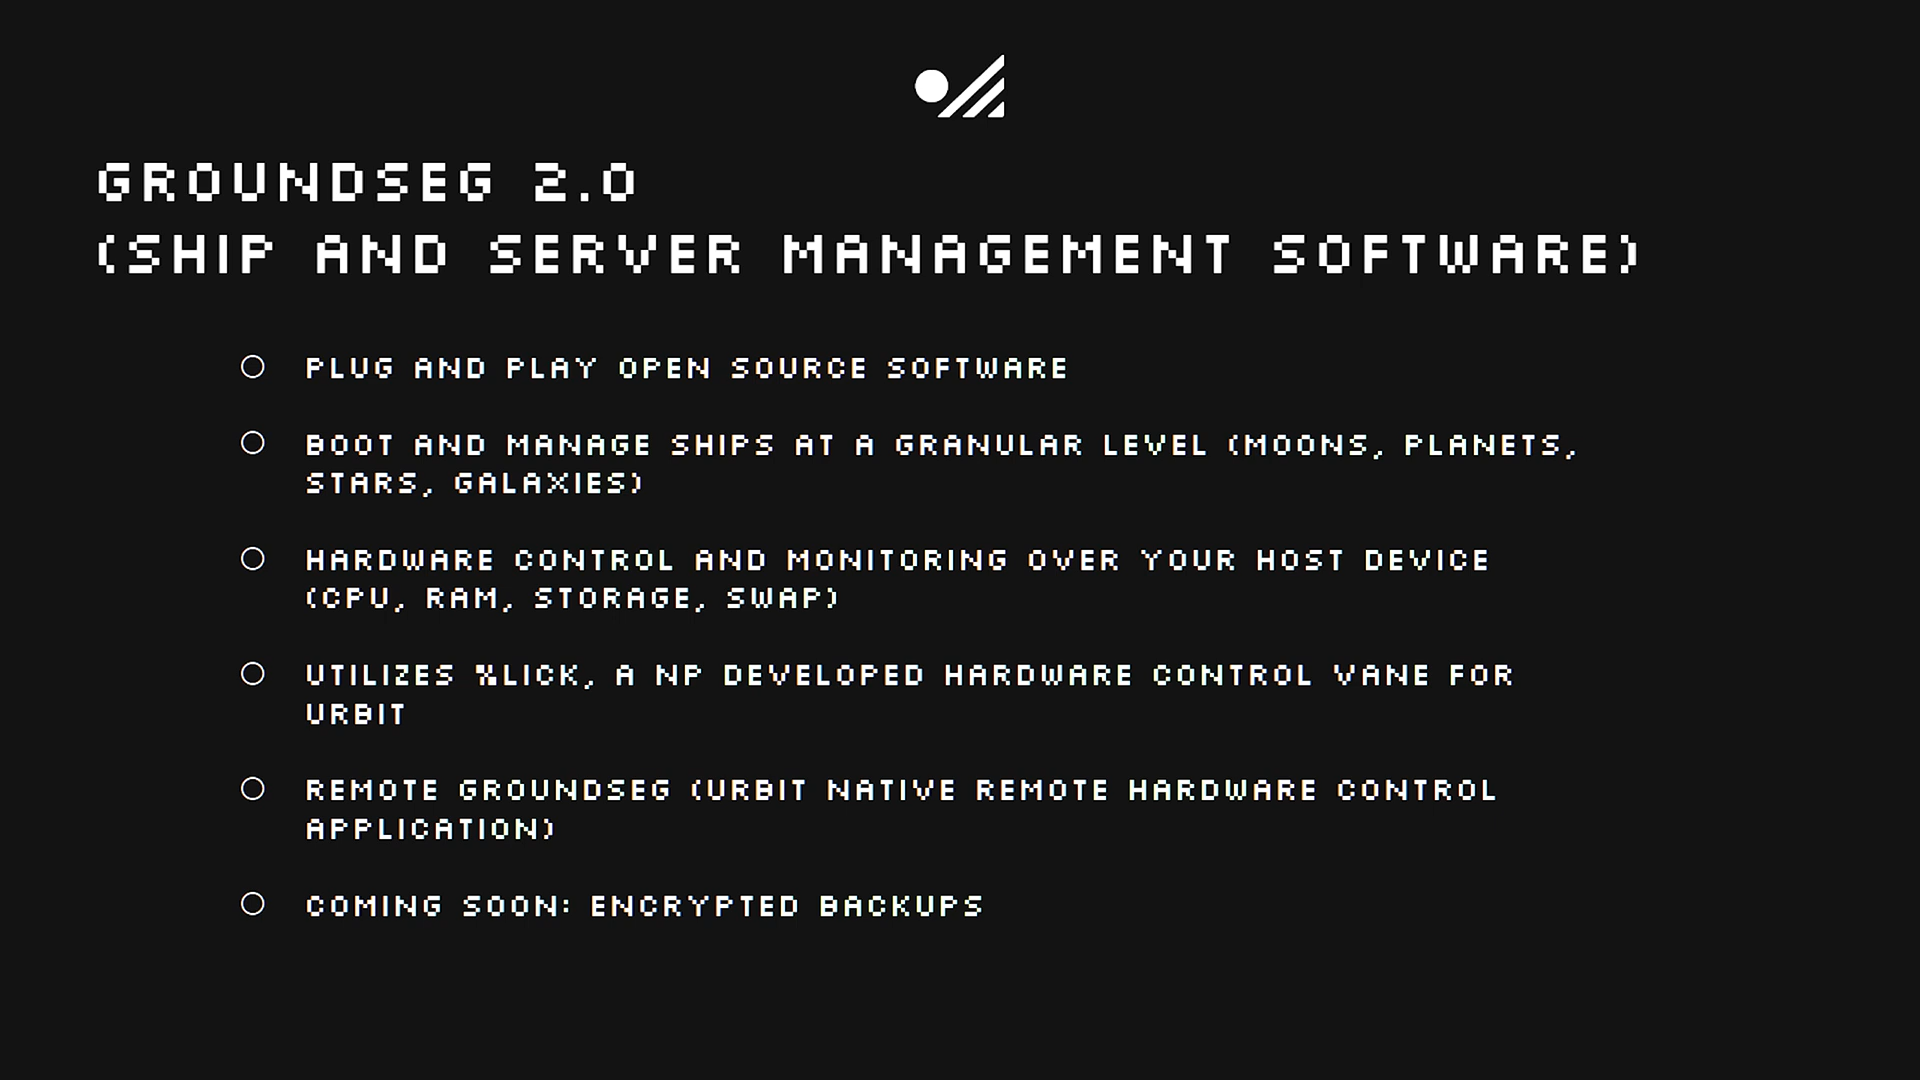 GROUNDSEG 2.0
(SHIP AND SERVER MANAGEMENT SOFTWARE)
PLUG AND PLAY OPEN SOURCE SOFTWARE
BOOT AND MANAGE SHIPS AT A GRANULAR LEVEL (MOONS, PLANETS,
STARS, GALAXIES)
HARDWARE CONTROL AND MONITORING OVER YOUR HOST DEVICE
(CPU, RAM, STORAGE, SWAP)
UTILIZES %LICK, A NP DEVELOPED HARDWARE CONTROL VANE FOR
URBIT
REMOTE GROUNDSEG (URBIT NATIVE REMOTE HARDWARE CONTROL
APPLICATION)
COMING SOON: ENCRYPTED BACKUPS